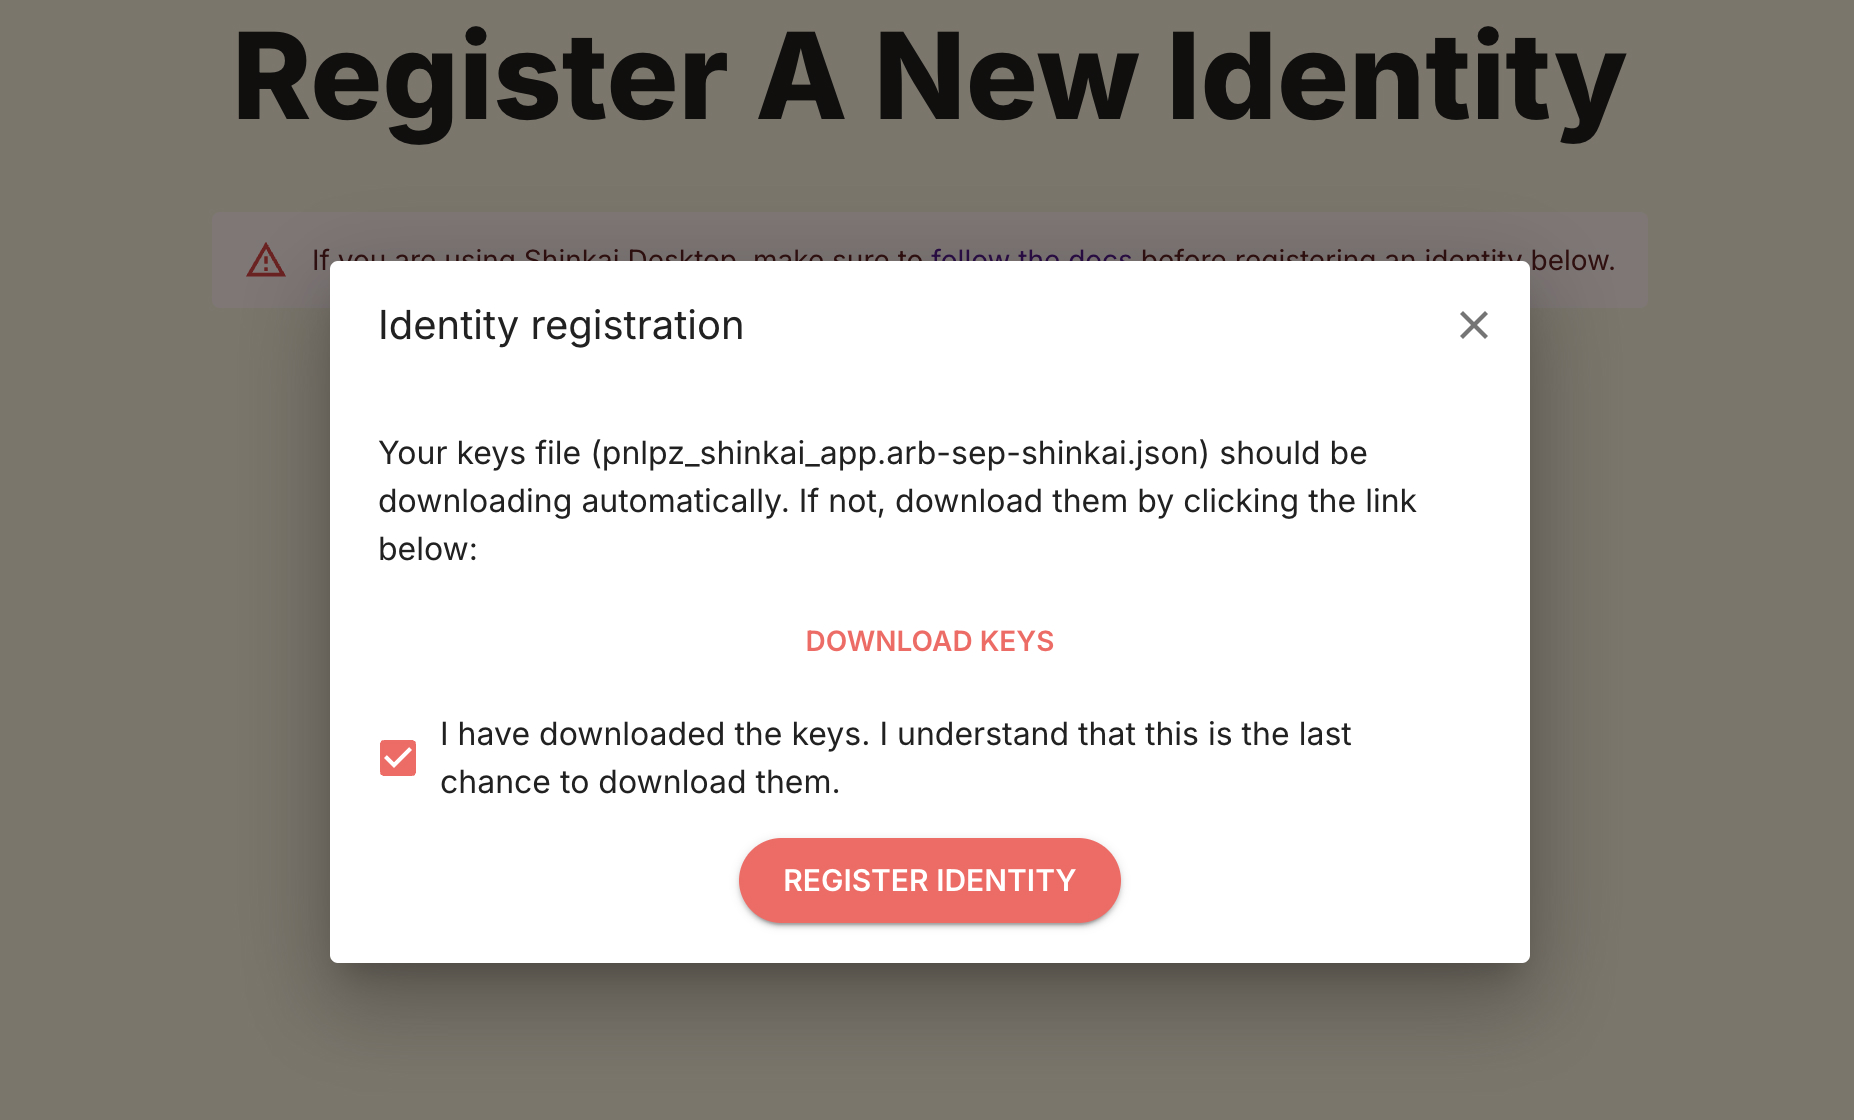 Register A New Identity
If you are using Shinkai Desktop, make sure to follow the docs before registering an identity below.
Identity registration
Your keys file (pnlpz_shinkai_app.arb-sep-shinkai.json) should be
downloading automatically. If not, download them by clicking the link
below:
DOWNLOAD KEYS
I have downloaded the keys. I understand that this is the last
chance to download them.
REGISTER IDENTITY